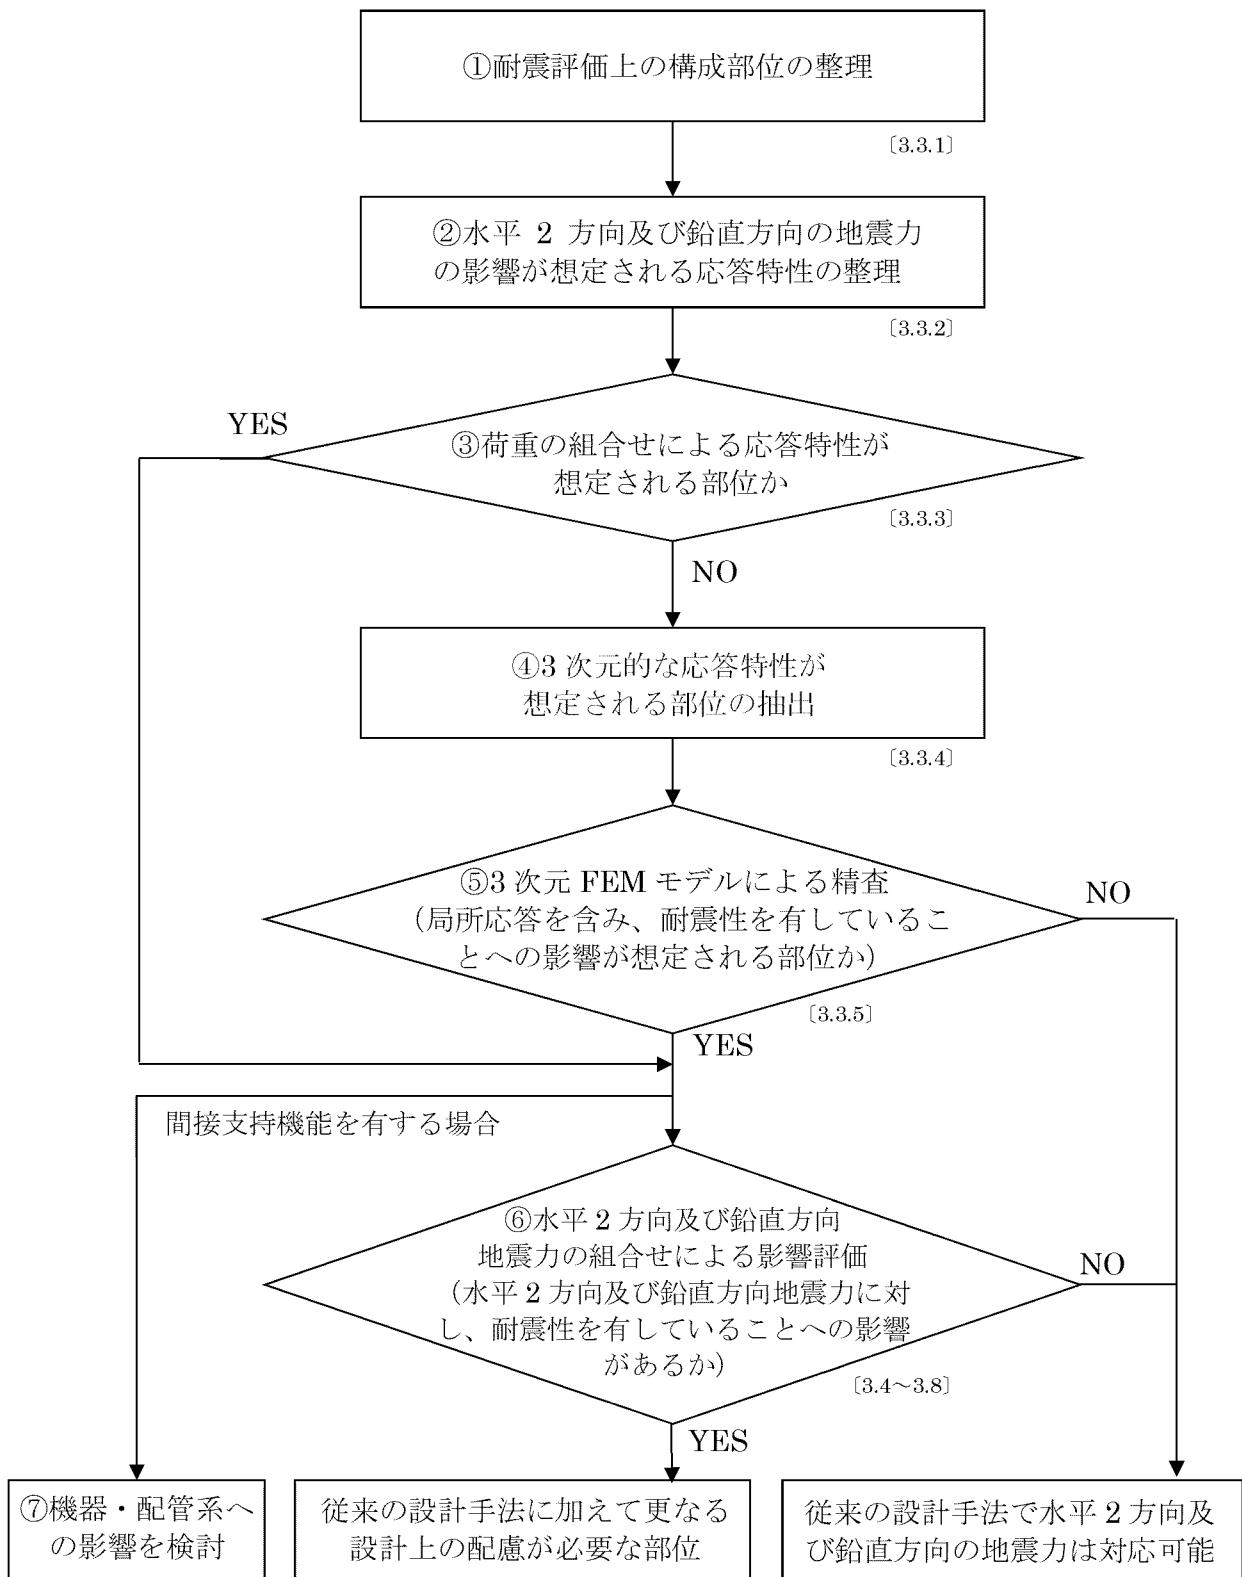 ①耐震評価上の構成部位の整理
〔3.3.1〕
②水平 2 方向及び鉛直方向の地震力
の影響が想定される応答特性の整理
〔3.3.2〕
YES
③荷重の組合せによる応答特性が
想定される部位か
〔3.3.3〕
NO
④3 次元的な応答特性が
想定される部位の抽出
〔3.3.4〕
⑤3 次元 FEM モデルによる精査
（局所応答を含み、耐震性を有しているこ
とへの影響が想定される部位か）
NO
〔3.3.5〕
YES
間接支持機能を有する場合
⑥水平 2 方向及び鉛直方向
地震力の組合せによる影響評価
（水平 2 方向及び鉛直方向地震力に対
し、耐震性を有していることへの影響
があるか）
NO
〔3.4～3.8〕
YES
⑦機器・配管系へ
の影響を検討
従来の設計手法に加えて更なる
設計上の配慮が必要な部位
従来の設計手法で水平 2 方向及
び鉛直方向の地震力は対応可能